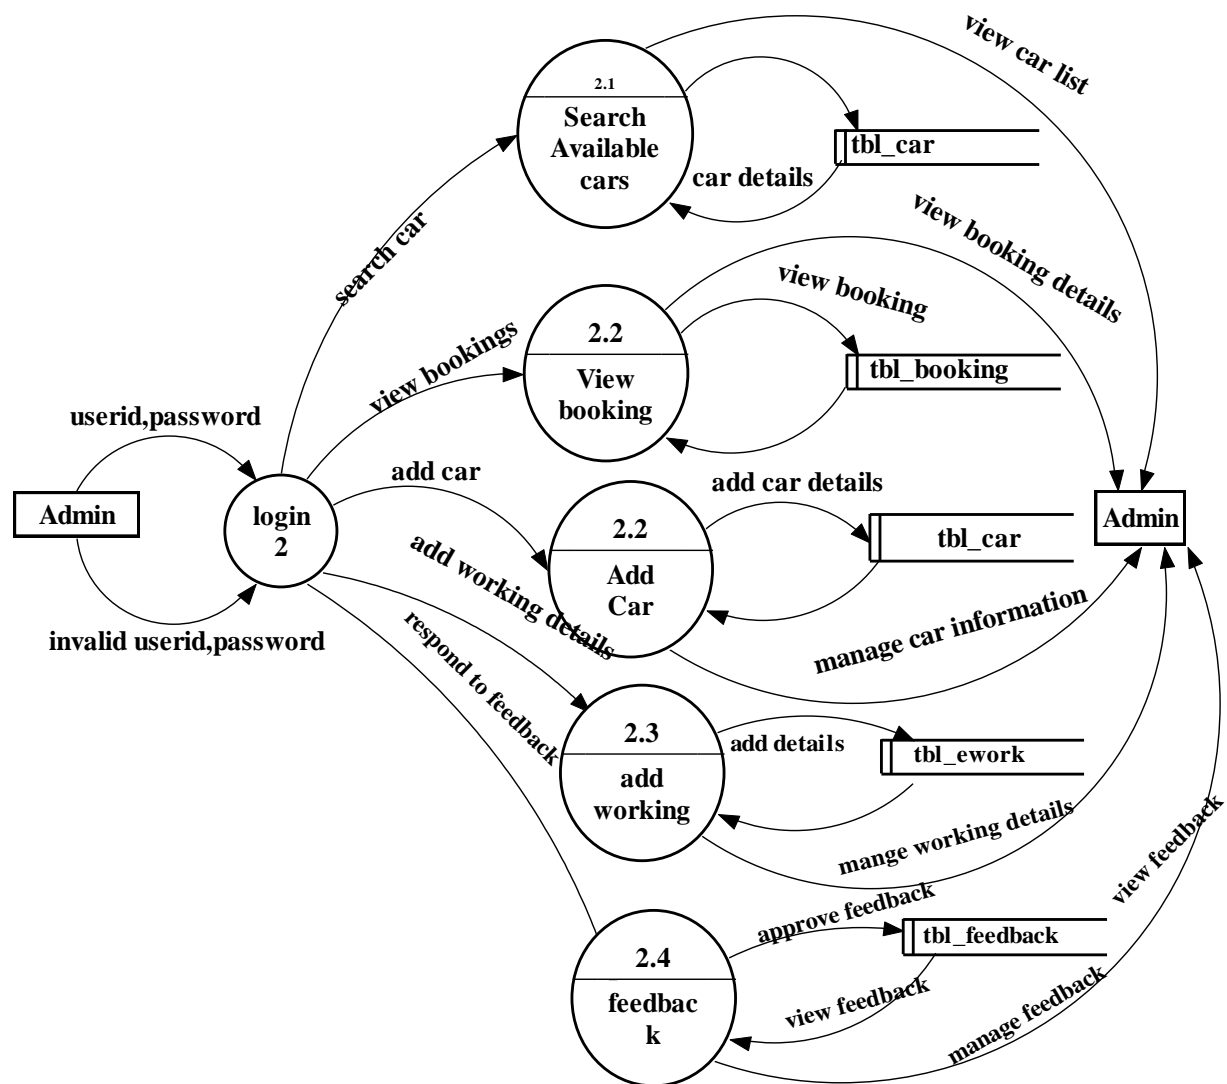 view car list
2.1
Search
Available
cars
tbl_car
car details
search car
view booking details
view booking
2.2
View
booking
tbl_booking
view bookings
userid,password
Admin
login
2
invalid userid,password
add car
add car details
2.2
Add
Car
tbl_car
Admin
add working details
manage car information
respond to feedback
2.3
add
working
add details
tbl_ework
mange working details
view feedback
approve feedback
2.4
feedbac
k
tbl_feedback
view feedback
manage feedback